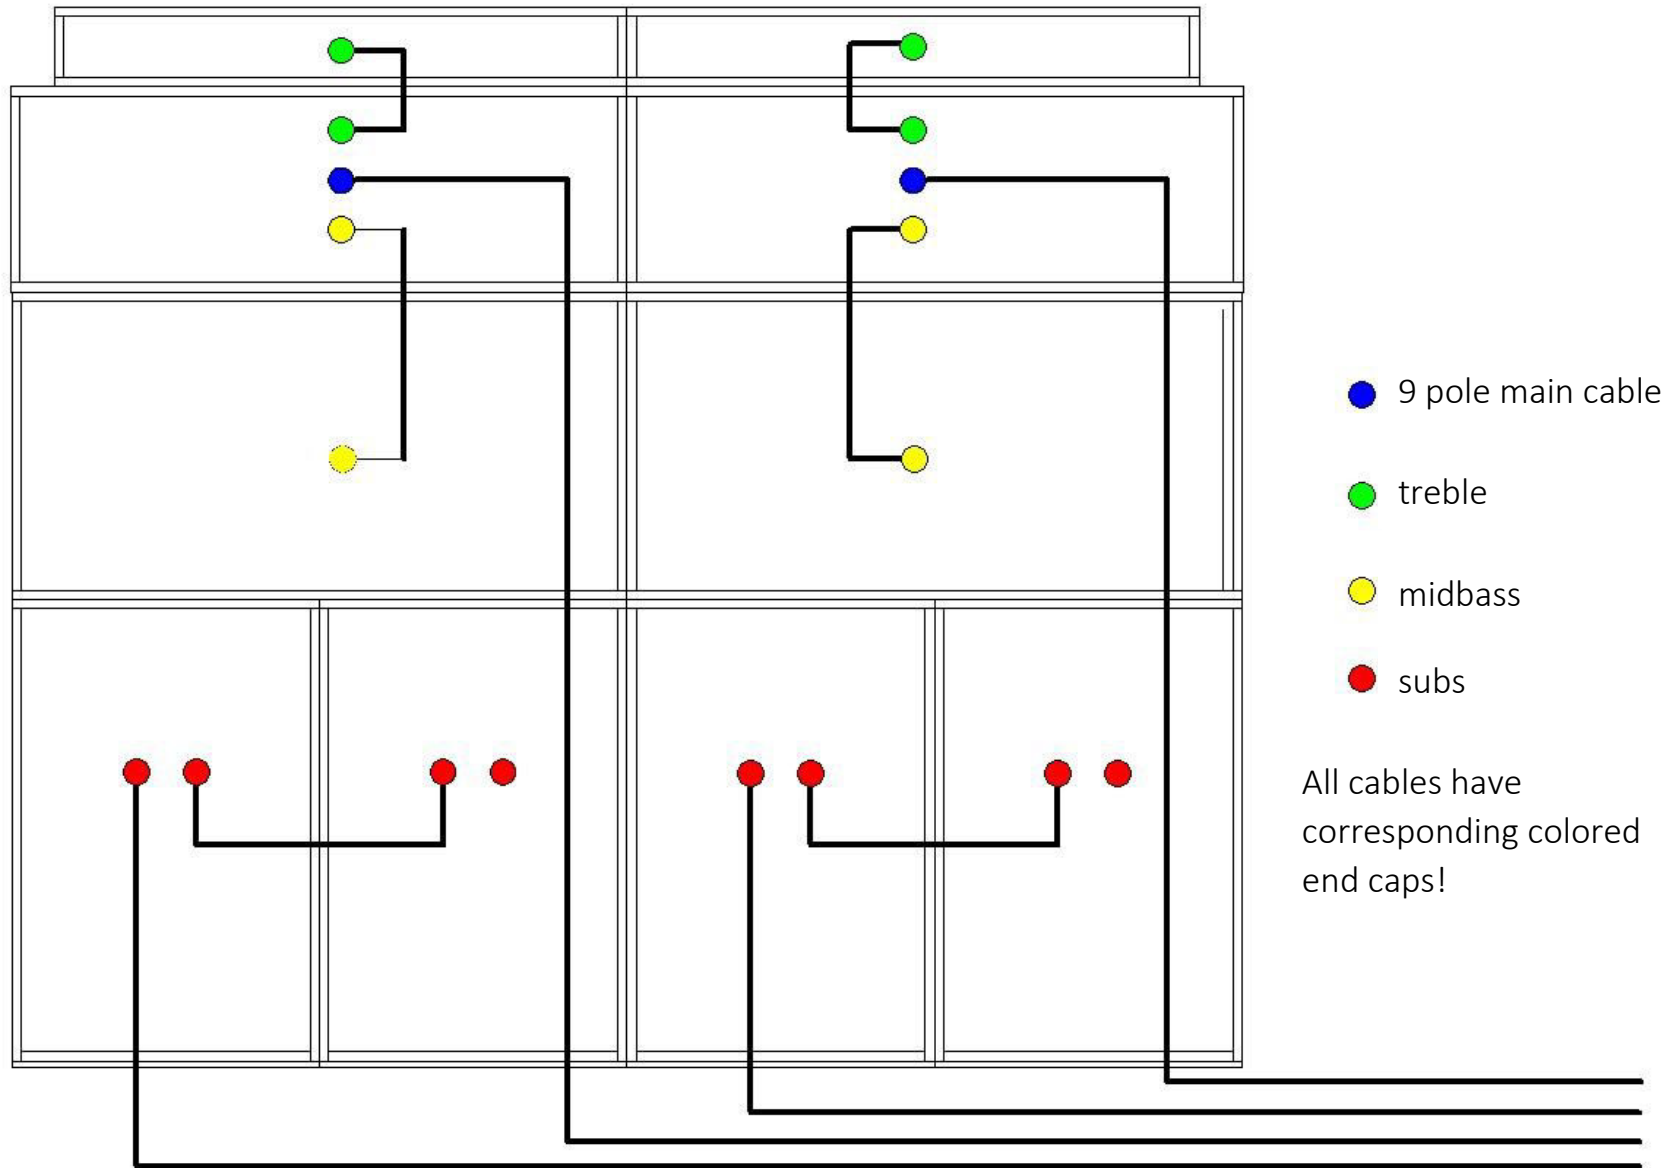 9 pole main cable
treble
midbass
subs
All cables have
corresponding colored
end caps!